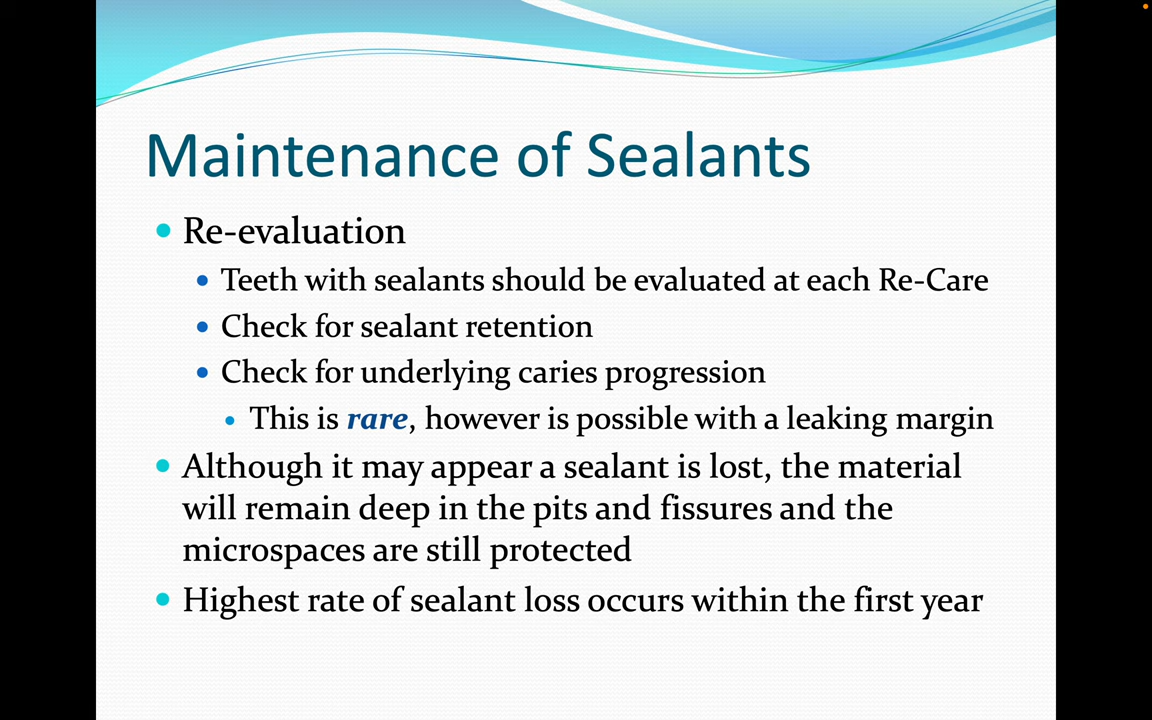 Maintenance of Sealants
• Re-evaluation
• Teeth with sealants should be evaluated at each Re-Care
• Check for sealant retention
• Check for underlying caries progression
• This is rare, however is possible with a leaking margin
• Although it may appear a sealant is lost, the material
will remain deep in the pits and fissures and the
microspaces are still protected
• Highest rate of sealant loss occurs within the first year